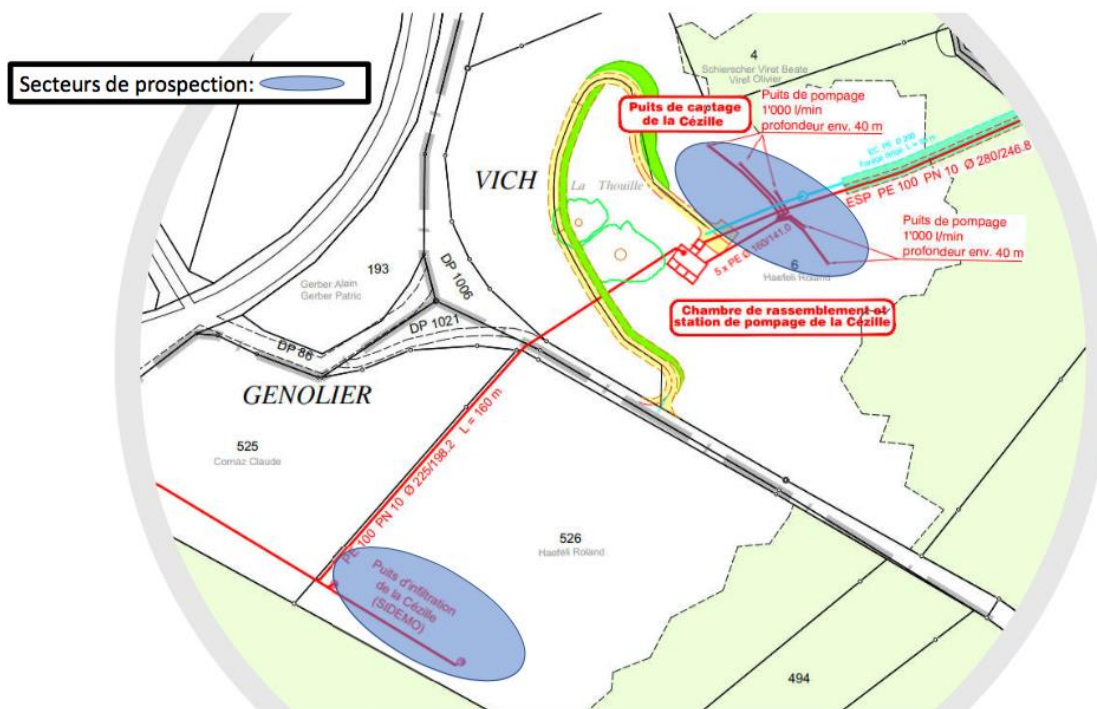 Secteurs de prospection:
4
Schierscher Viret Beate
Viret Olivier
Puits de captage
de la Cézille
Puits de pompage
1'000 l/min
profondeur env. 40 m
VICH
La Thouille
ESP PE 100 PN 10 Ø 280/246.8
Puits de pompage
1'000 l/min
profondeur env. 40 m
5 x PE Ø 160/141.0
6
Haefeli Roland
193
Gerber Alain
Gerber Patric
DP 1006
Chambre de rassemblement et
station de pompage de la Cézille
DP 1021
DP 86
GENOLIER
525
Cornaz Claude
PE 100 PN 10 Ø 225/198.2 L = 160 m
526
Haefeli Roland
Puits d'infiltration
de la Cézille
(SIDEMO)
494